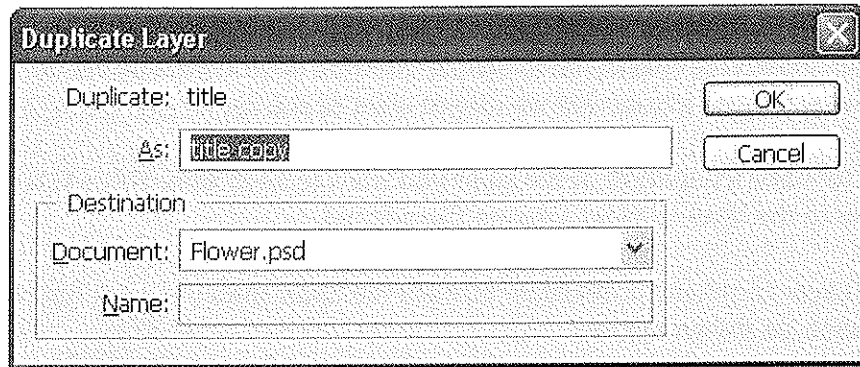 Duplicate Layer
Duplicate: title
OK
As: title copy
Cancel
Destination
Document: Flower.psd
Name: